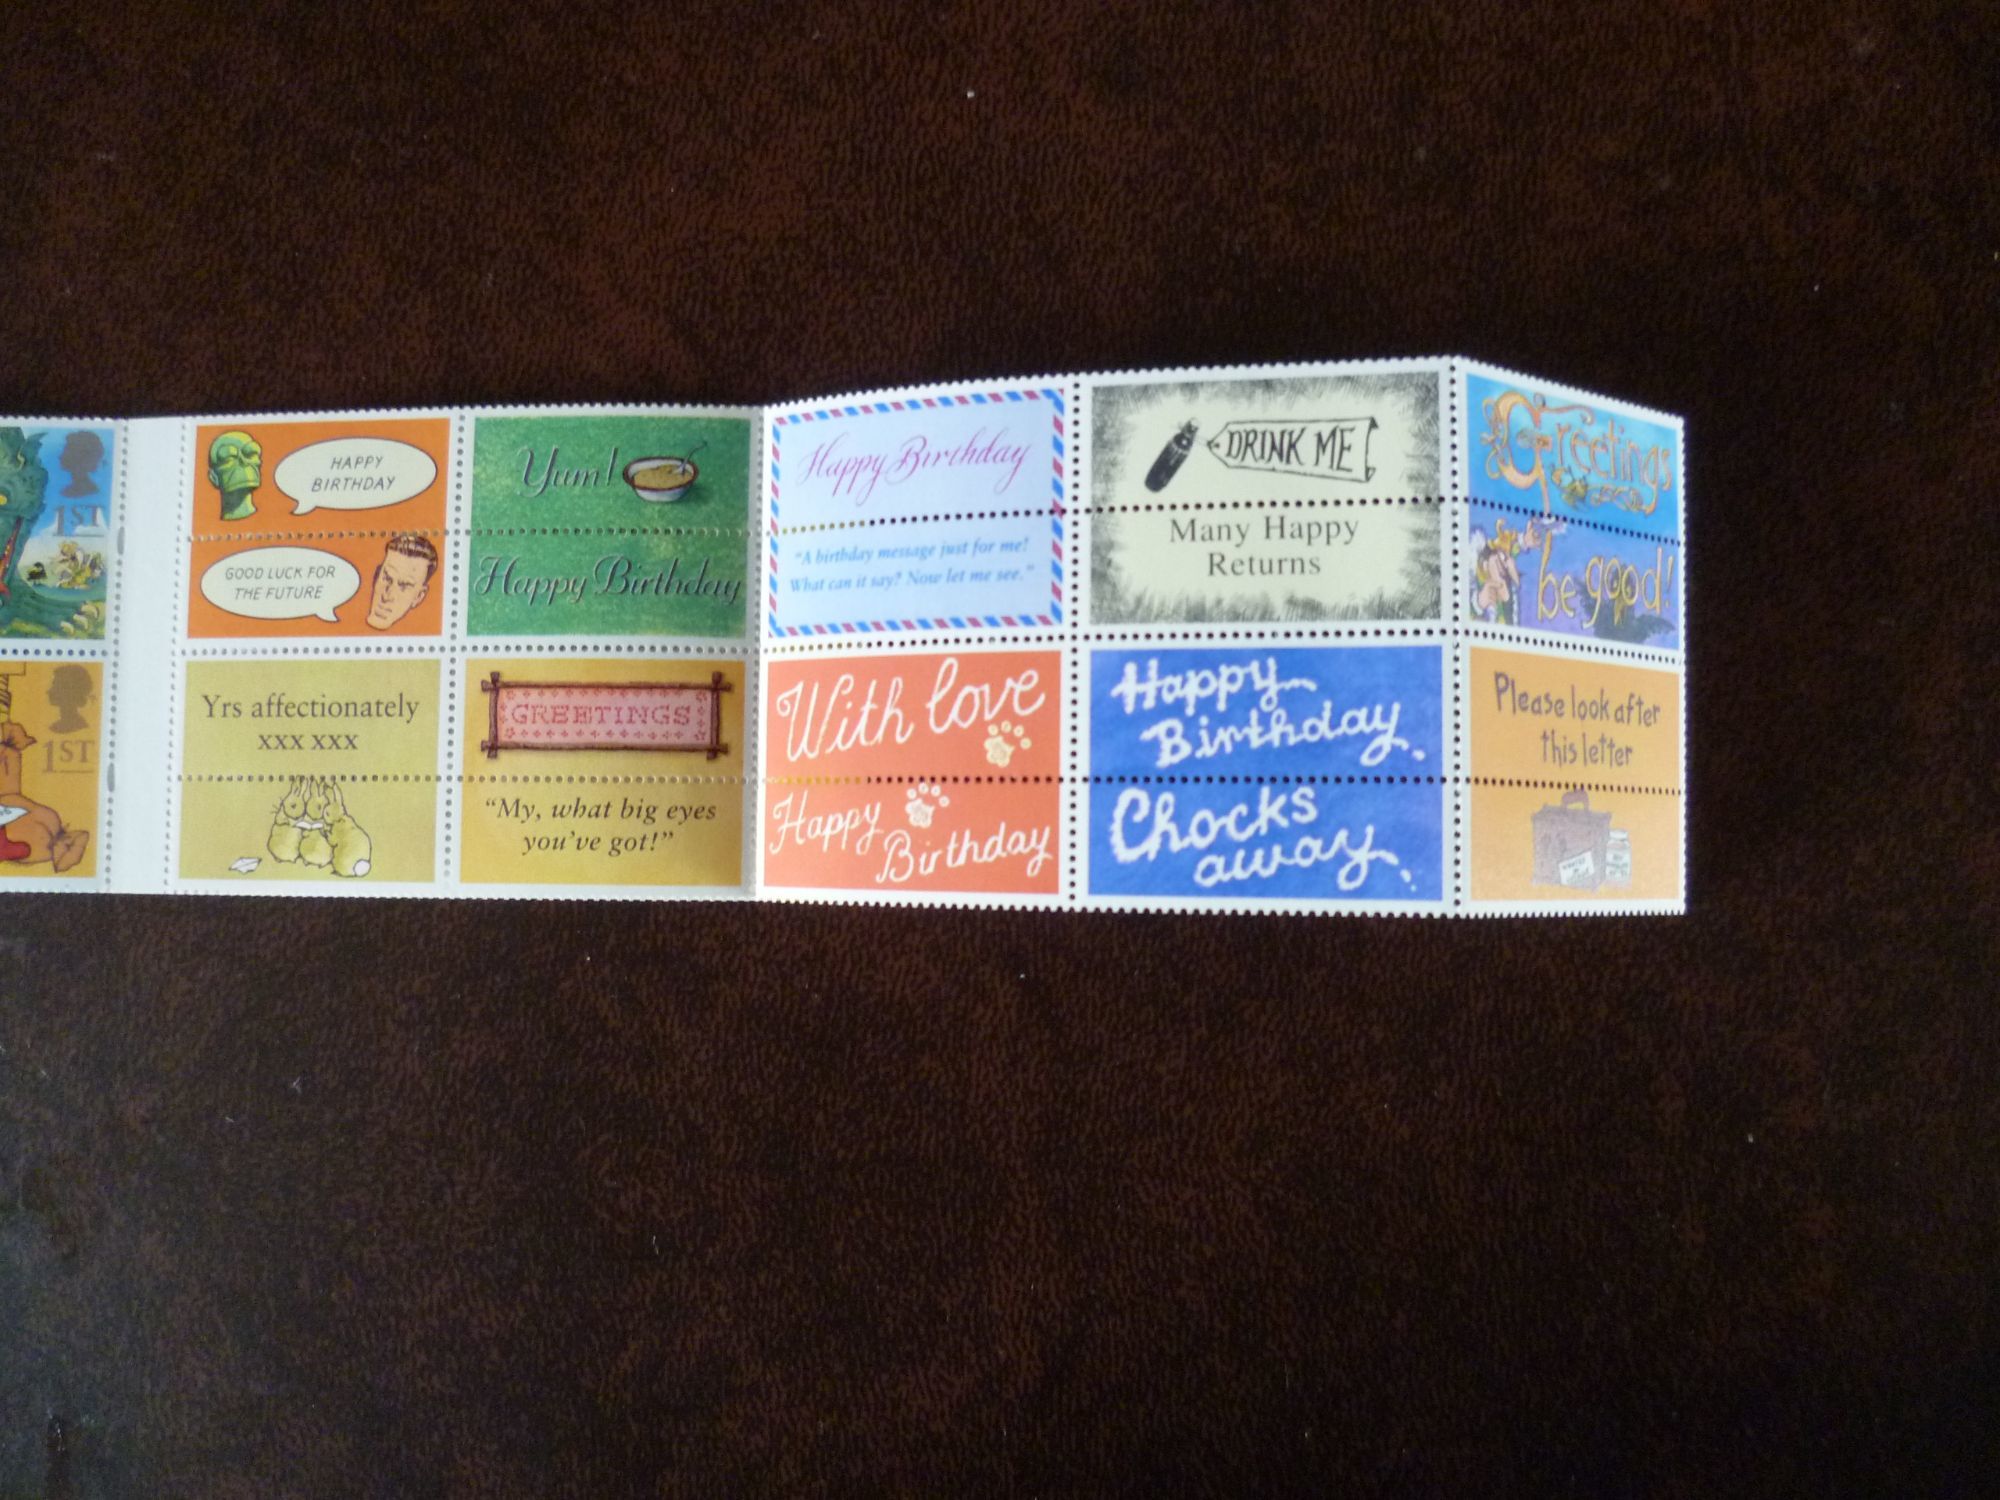 1ST
HAPPY
BIRTHDAY
GOOD LUCK FOR
THE FUTURE
Yum!
Happy Birthday
Happy Birthday
"A birthday message just for me!
What can it say? Now let me see."
DRINK ME
Many Happy
Returns
Greetings
be good!
1ST
Yrs affectionately
xxx xxx
GREETINGS
"My, what big eyes
you've got!"
With love
Happy
Birthday
Happy
Birthday
Chocks
away
Please look after
this letter